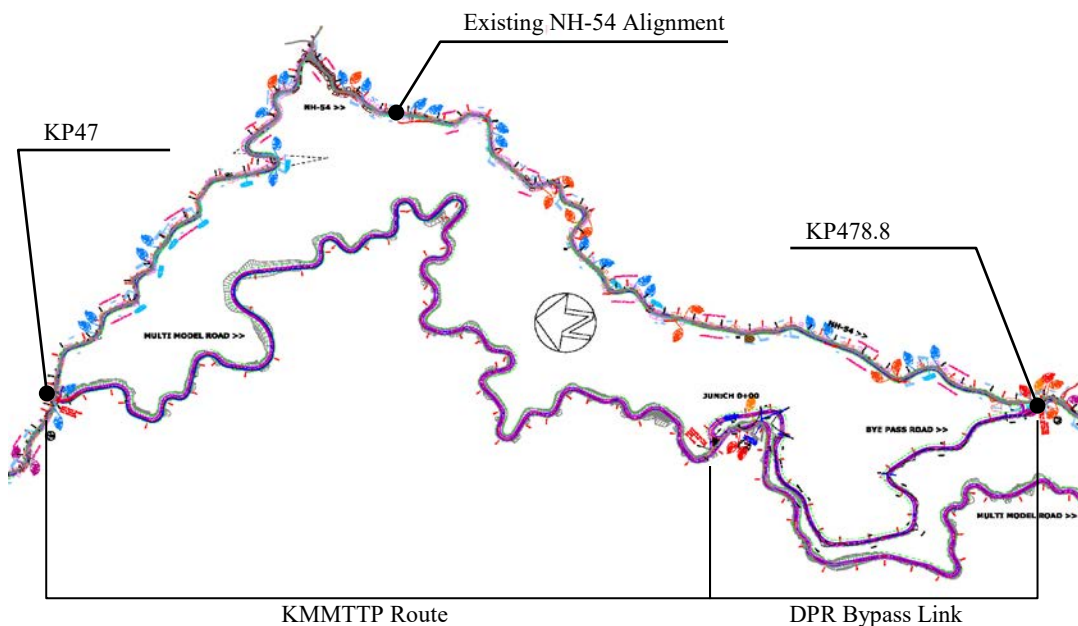 Existing NH-54 Alignment
NH-54 >>
KP47
KP478.8
MULTI MODEL ROAD >>
NH-54 >>
JUNICH 0+00
BYE PASS ROAD >>
MULTI MODEL ROAD >>
KMMTTP Route
DPR Bypass Link